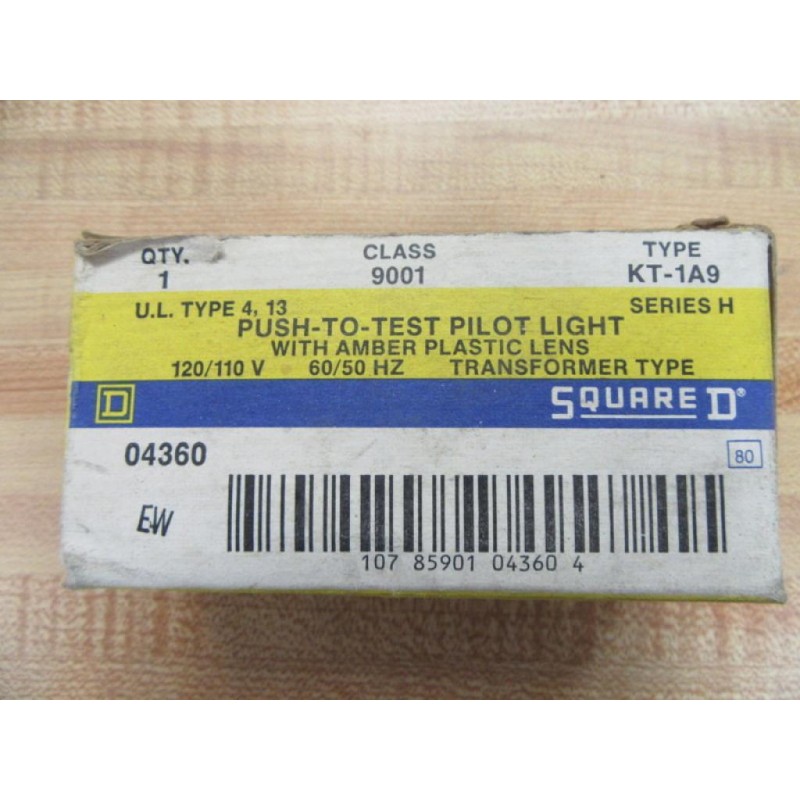 QTY. CLASS TYPE
1 9001 KT-1A9
U.L. TYPE 4, 13 SERIES H
PUSH-TO-TEST PILOT LIGHT
WITH AMBER PLASTIC LENS
120/110 V 60/50 HZ TRANSFORMER TYPE
D SQUARE D®
04360 80
EW
107 85901 04360 4